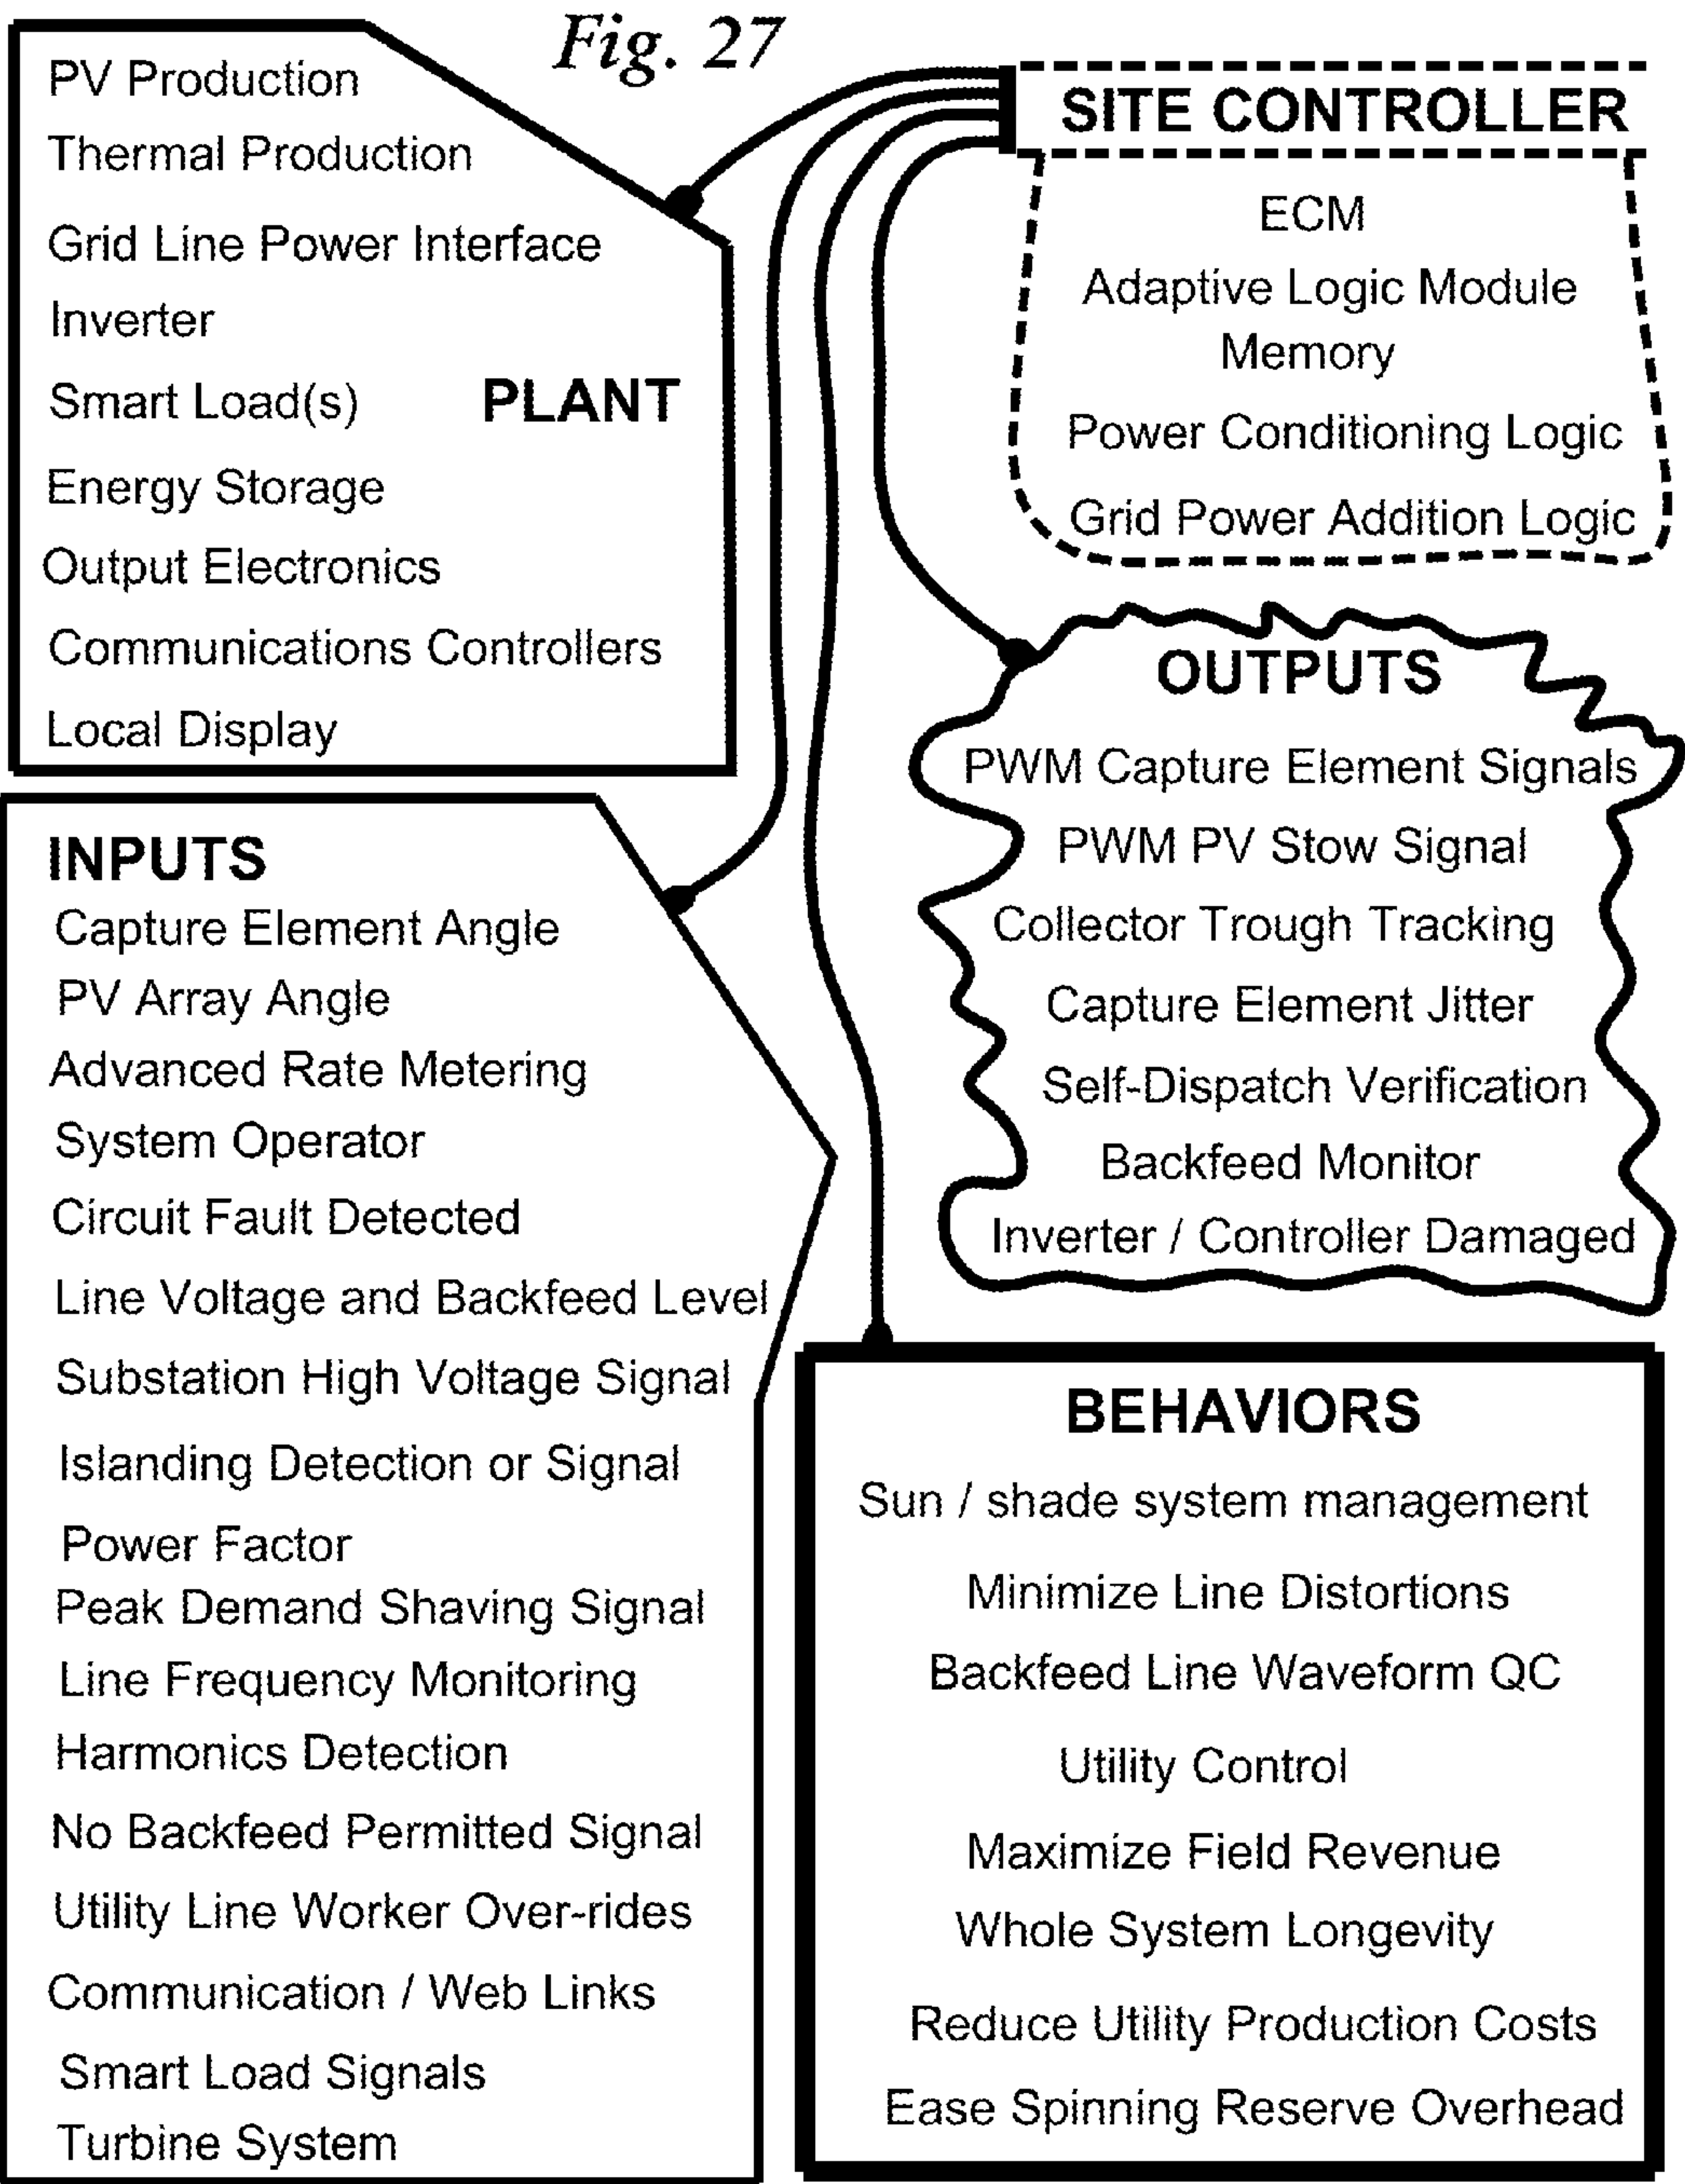 Fig. 27
PV Production
Thermal Production
Grid Line Power Interface
Inverter
Smart Load(s)
PLANT
Energy Storage
Output Electronics
Communications Controllers
Local Display
SITE CONTROLLER
ECM
Adaptive Logic Module
Memory
Power Conditioning Logic
Grid Power Addition Logic
INPUTS
Capture Element Angle
PV Array Angle
Advanced Rate Metering
System Operator
Circuit Fault Detected
Line Voltage and Backfeed Level
Substation High Voltage Signal
Islanding Detection or Signal
Power Factor
Peak Demand Shaving Signal
Line Frequency Monitoring
Harmonics Detection
No Backfeed Permitted Signal
Utility Line Worker Over-rides
Communication / Web Links
Smart Load Signals
Turbine System
OUTPUTS
PWM Capture Element Signals
PWM PV Stow Signal
Collector Trough Tracking
Capture Element Jitter
Self-Dispatch Verification
Backfeed Monitor
Inverter / Controller Damaged
BEHAVIORS
Sun / shade system management
Minimize Line Distortions
Backfeed Line Waveform QC
Utility Control
Maximize Field Revenue
Whole System Longevity
Reduce Utility Production Costs
Ease Spinning Reserve Overhead